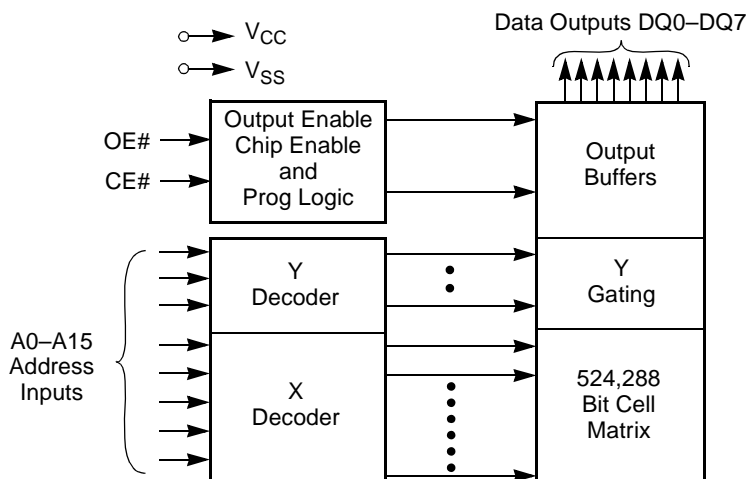 Data Outputs DQ0–DQ7
VCC
VSS
OE#
CE#
Output Enable
Chip Enable
and
Prog Logic
Output
Buffers
Y
Decoder
Y
Gating
A0–A15
Address
Inputs
X
Decoder
524,288
Bit Cell
Matrix